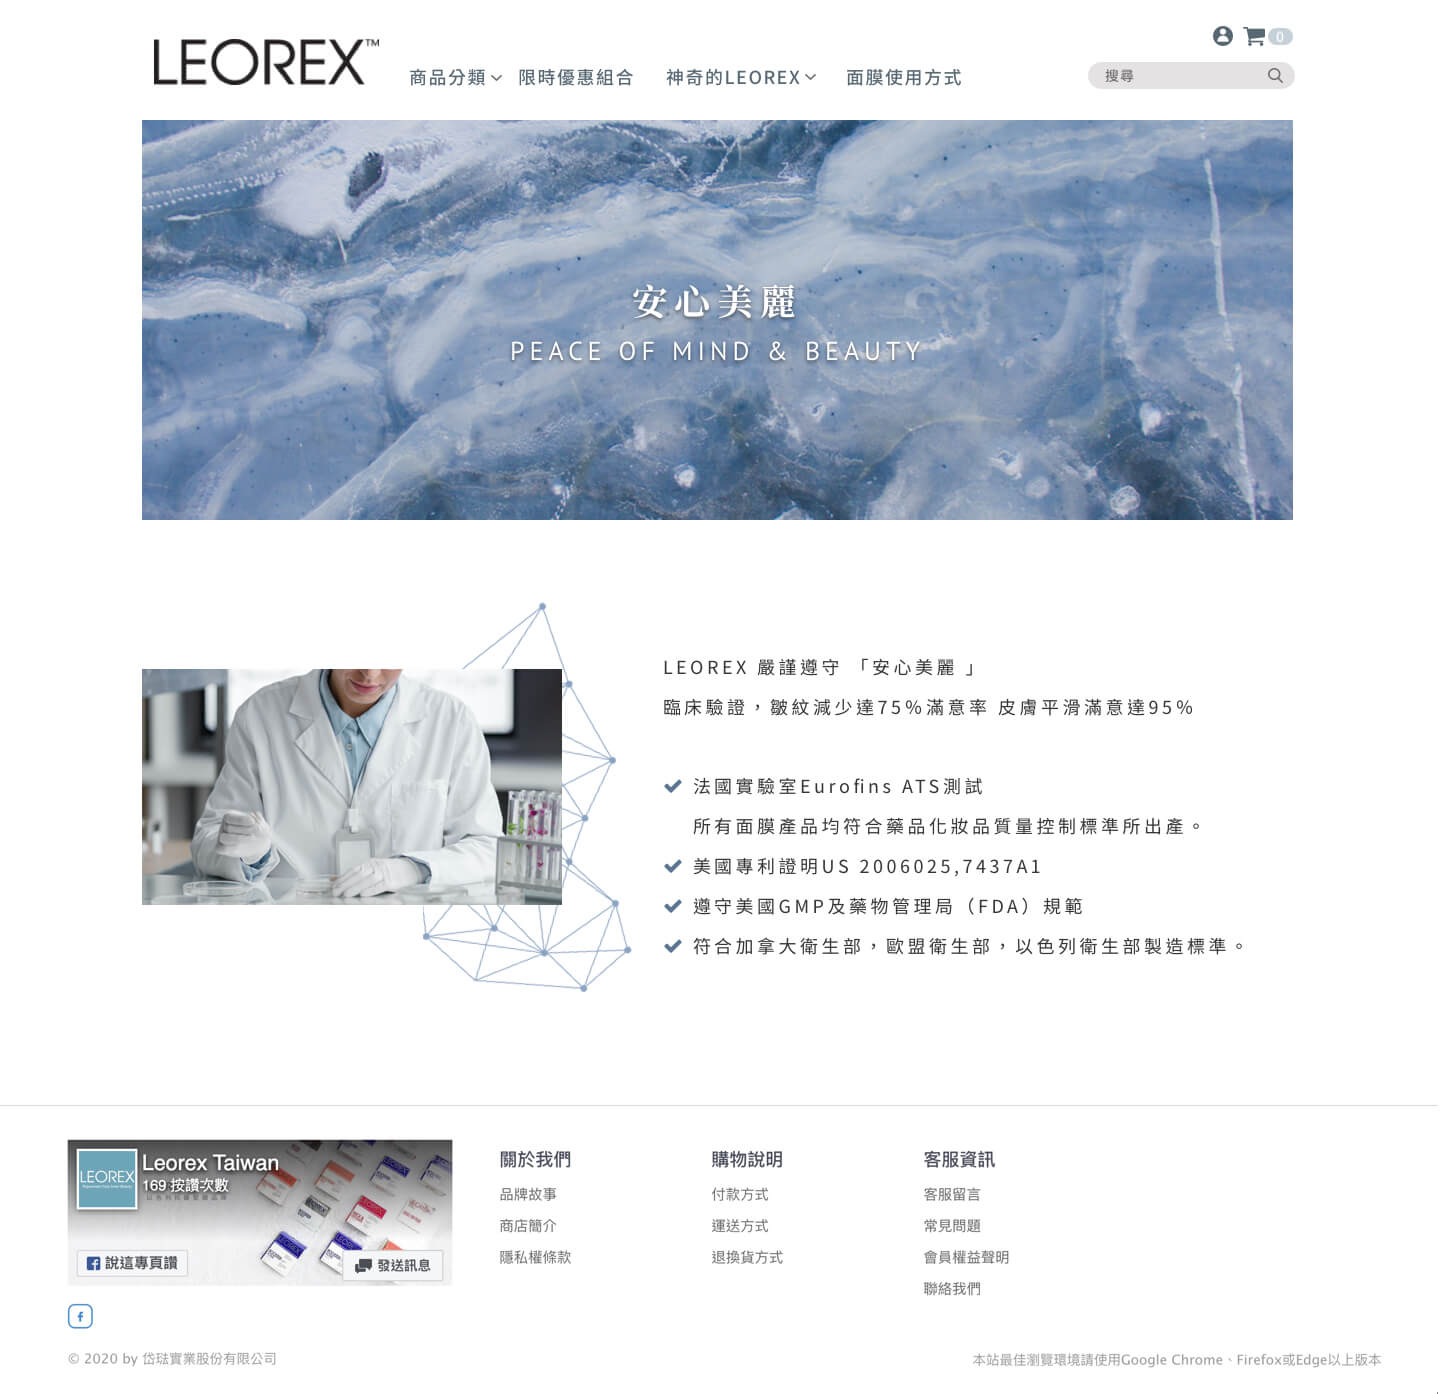 LEOREX™
商品分類
限時優惠組合
神奇的LEOREX
面膜使用方式
0
搜尋
安心美麗
PEACE OF MIND & BEAUTY
LEOREX 嚴謹遵守 「安心美麗 」
臨床驗證，皺紋減少達75%滿意率 皮膚平滑滿意達95%
法國實驗室Eurofins ATS測試
所有面膜產品均符合藥品化妝品質量控制標準所出產。
美國專利證明US 2006025,7437A1
遵守美國GMP及藥物管理局（FDA）規範
符合加拿大衛生部，歐盟衛生部，以色列衛生部製造標準。
LEOREX
Leorex Taiwan
169 按讚次數
說這專頁讚
發送訊息
關於我們
品牌故事
商店簡介
隱私權條款
購物說明
付款方式
運送方式
退換貨方式
客服資訊
客服留言
常見問題
會員權益聲明
聯絡我們
© 2020 by 岱琺實業股份有限公司
本站最佳瀏覽環境請使用Google Chrome、Firefox或Edge以上版本